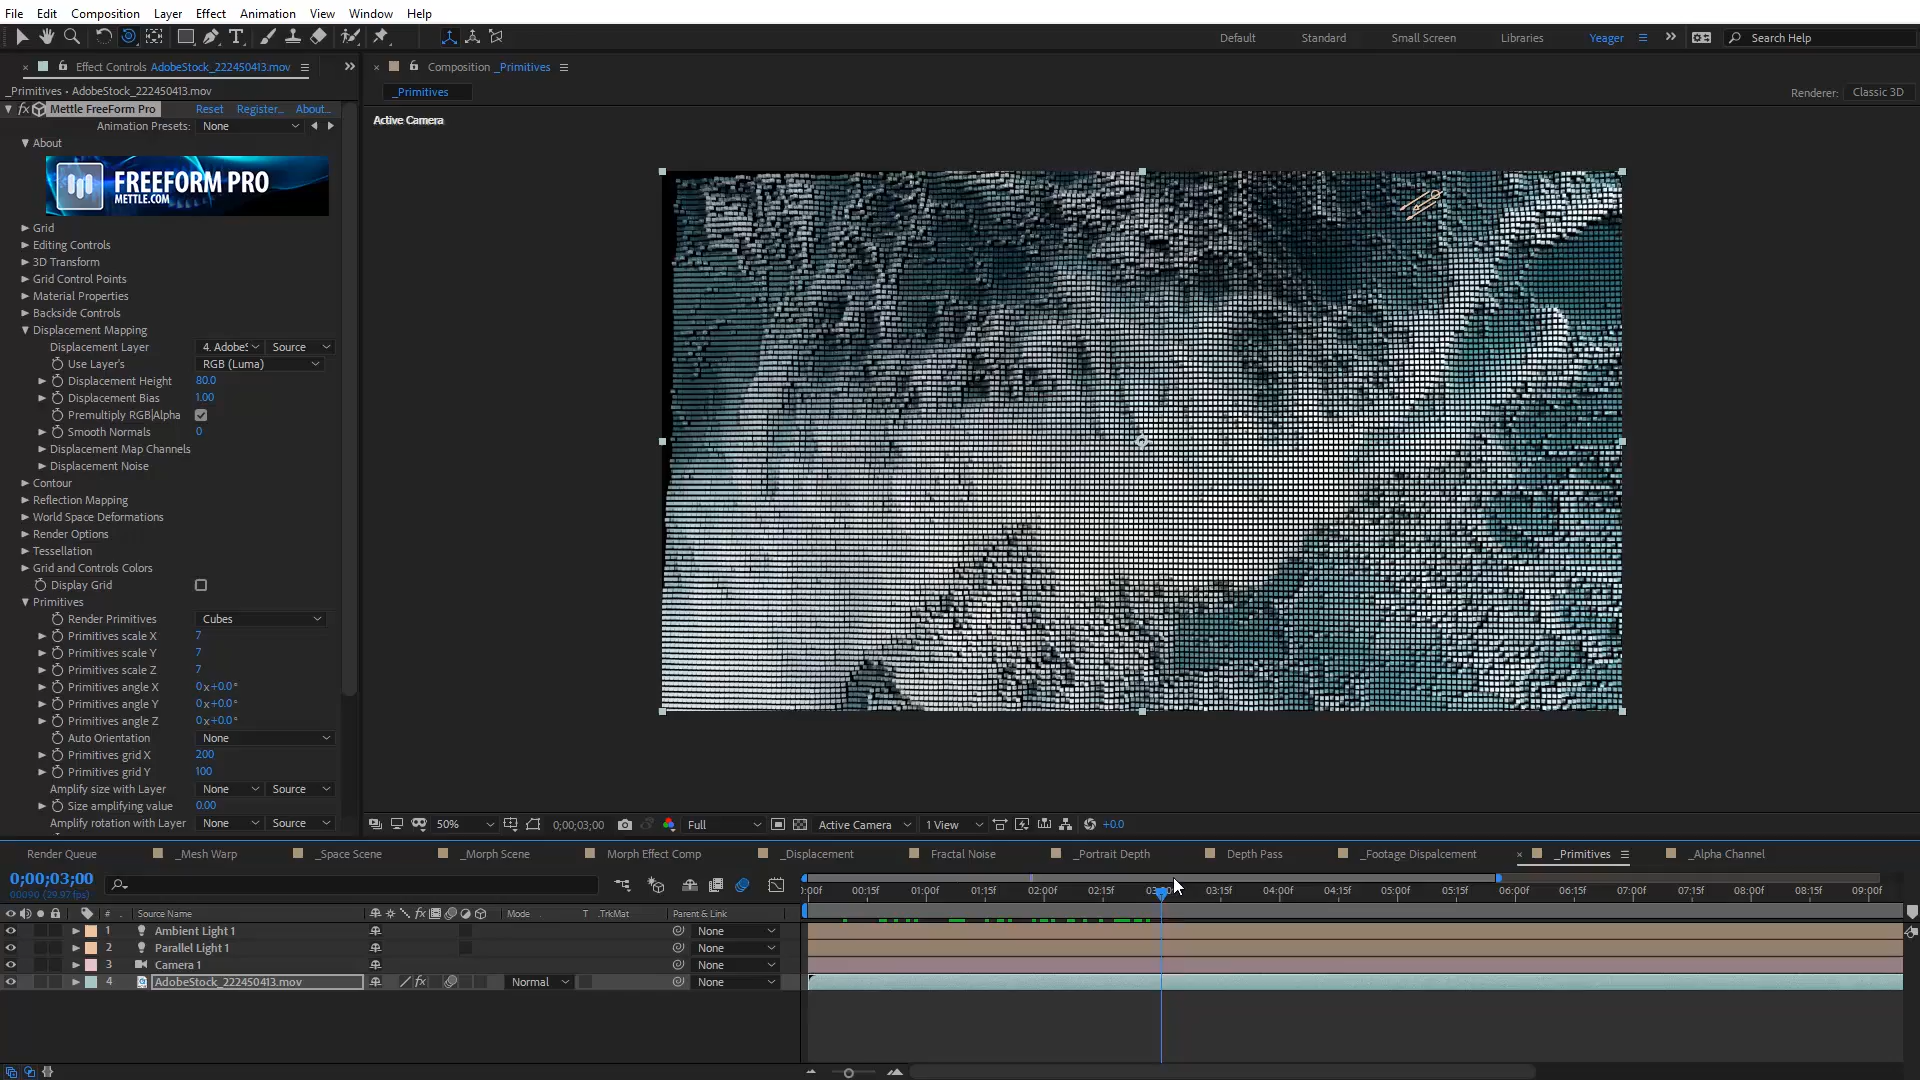 File Edit Composition Layer Effect Animation View Window Help
Default Standard Small Screen Libraries Yeager Search Help
Effect Controls AdobeStock_222450413.mov
Composition _Primitives
_Primitives • AdobeStock_222450413.mov
_Primitives
Renderer: Classic 3D
fx Mettle FreeForm Pro Reset Register... About...
Active Camera
Animation Presets: None
About
FREEFORM PRO
METTLE.COM
Grid
Editing Controls
3D Transform
Grid Control Points
Material Properties
Backside Controls
Displacement Mapping
Displacement Layer 4. AdobeS Source
Use Layer's RGB (Luma)
Displacement Height 80.0
Displacement Bias 1.00
Premultiply RGB|Alpha
Smooth Normals 0
Displacement Map Channels
Displacement Noise
Contour
Reflection Mapping
World Space Deformations
Render Options
Tessellation
Grid and Controls Colors
Display Grid
Primitives
Render Primitives Cubes
Primitives scale X 7
Primitives scale Y 7
Primitives scale Z 7
Primitives angle X 0x+0.0°
Primitives angle Y 0x+0.0°
Primitives angle Z 0x+0.0°
Auto Orientation None
Primitives grid X 200
Primitives grid Y 100
Amplify size with Layer None Source
Size amplifying value 0.00
Amplify rotation with Layer None Source
50% 0;00;03;00 Full Active Camera 1 View +0.0
Render Queue _Mesh Warp _Space Scene _Morph Scene Morph Effect Comp _Displacement Fractal Noise _Portrait Depth Depth Pass _Footage Dispalcement _Primitives _Alpha Channel
0;00;03;00
00090 (29.97 fps)
:00f 00:15f 01:00f 01:15f 02:00f 02:15f 03:00f 03:15f 04:00f 04:15f 05:00f 05:15f 06:00f 06:15f 07:00f 07:15f 08:00f 08:15f 09:00f
# Source Name fx Mode T .TrkMat Parent & Link
1 Ambient Light 1 None
2 Parallel Light 1 None
3 Camera 1 None
4 AdobeStock_222450413.mov fx Normal None